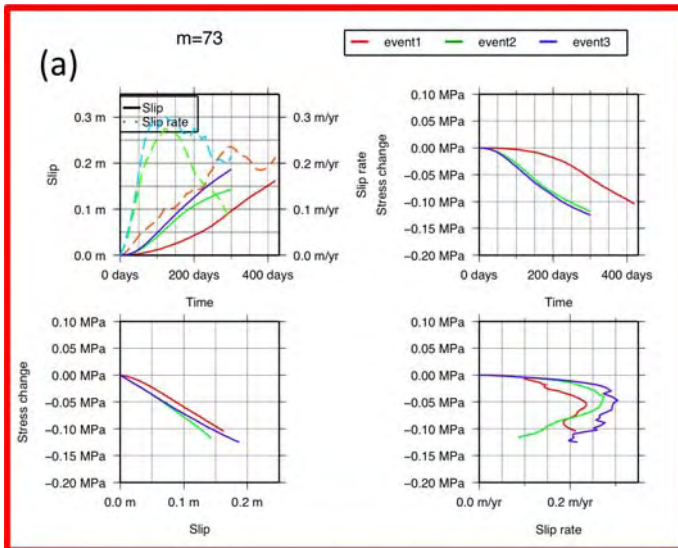 m=73
event1 event2 event3
(a)
Slip
Slip rate
0.3 m
0.2 m
0.1 m
0.0 m
Slip
0.3 m/yr
0.2 m/yr
0.1 m/yr
0.0 m/yr
Slip rate
0 days 200 days 400 days
Time
0.10 MPa
0.05 MPa
0.00 MPa
−0.05 MPa
−0.10 MPa
−0.15 MPa
−0.20 MPa
Stress change
0 days 200 days 400 days
Time
0.10 MPa
0.05 MPa
0.00 MPa
−0.05 MPa
−0.10 MPa
−0.15 MPa
−0.20 MPa
Stress change
0.0 m 0.1 m 0.2 m
Slip
0.10 MPa
0.05 MPa
0.00 MPa
−0.05 MPa
−0.10 MPa
−0.15 MPa
−0.20 MPa
0.0 m/yr 0.2 m/yr
Slip rate